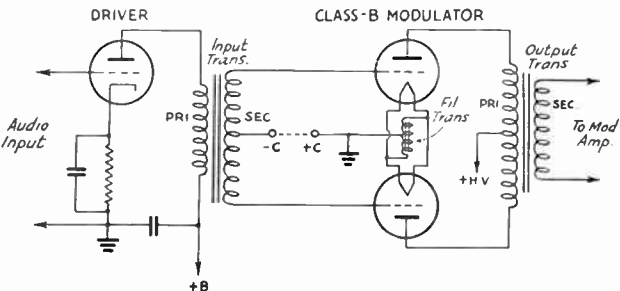 DRIVER
CLASS-B MODULATOR
Input
Trans.
Output
Trans
PRI
SEC
Fil
Trans
PRI
SEC
Audio
Input
-C
+C
To Mod
Amp.
+HV
+B